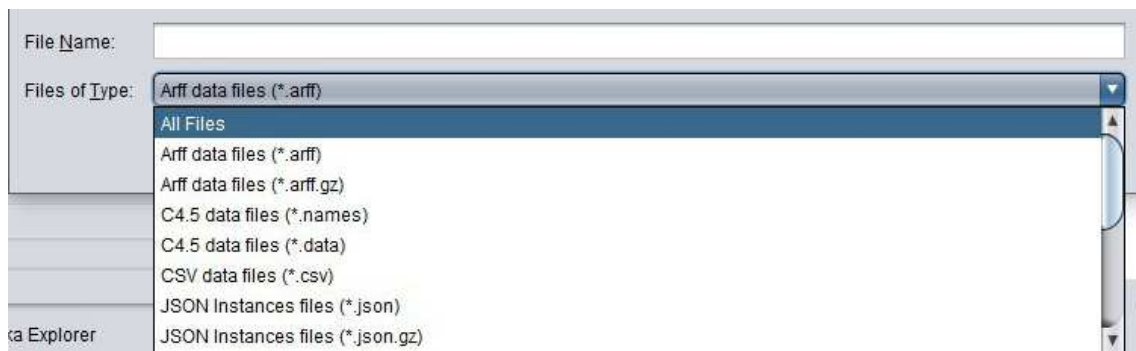 File Name:
Files of Type: Arff data files (*.arff)
All Files
Arff data files (*.arff)
Arff data files (*.arff.gz)
C4.5 data files (*.names)
C4.5 data files (*.data)
CSV data files (*.csv)
JSON Instances files (*.json)
ka Explorer
JSON Instances files (*.json.gz)